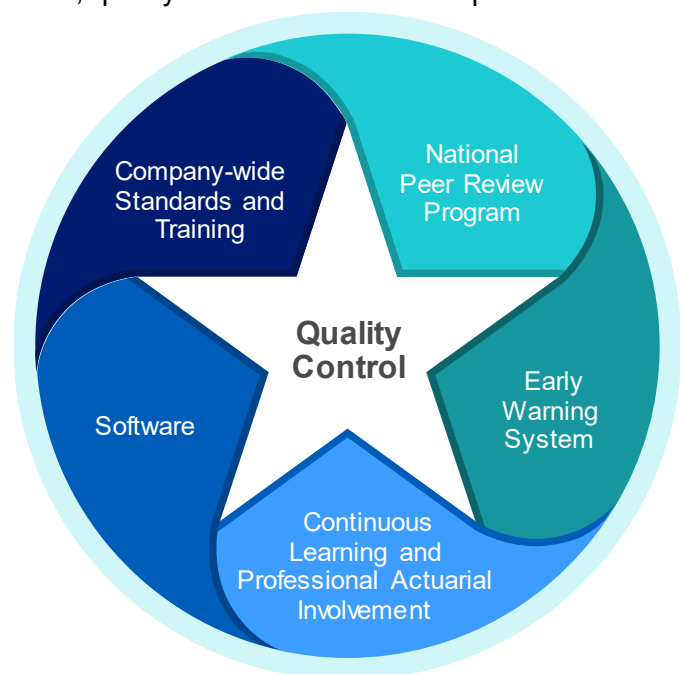 National
Peer Review
Program
Early
Warning
System
Continuous
Learning and
Professional Actuarial
Involvement
Software
Company-wide
Standards and
Training
Quality
Control